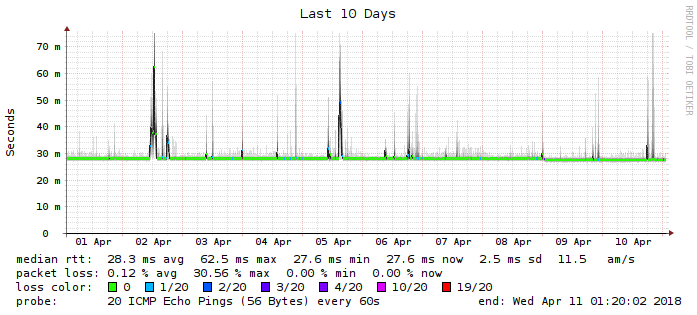 Last 10 Days
RRDTOOL / TOBI OETIKER
Seconds
70 m
60 m
50 m
40 m
30 m
20 m
10 m
0
01 Apr 02 Apr 03 Apr 04 Apr 05 Apr 06 Apr 07 Apr 08 Apr 09 Apr 10 Apr
median rtt: 28.3 ms avg 62.5 ms max 27.6 ms min 27.6 ms now 2.5 ms sd 11.5 am/s
packet loss: 0.12 % avg 30.56 % max 0.00 % min 0.00 % now
loss color: 0 1/20 2/20 3/20 4/20 10/20 19/20
probe: 20 ICMP Echo Pings (56 Bytes) every 60s end: Wed Apr 11 01:20:02 2018